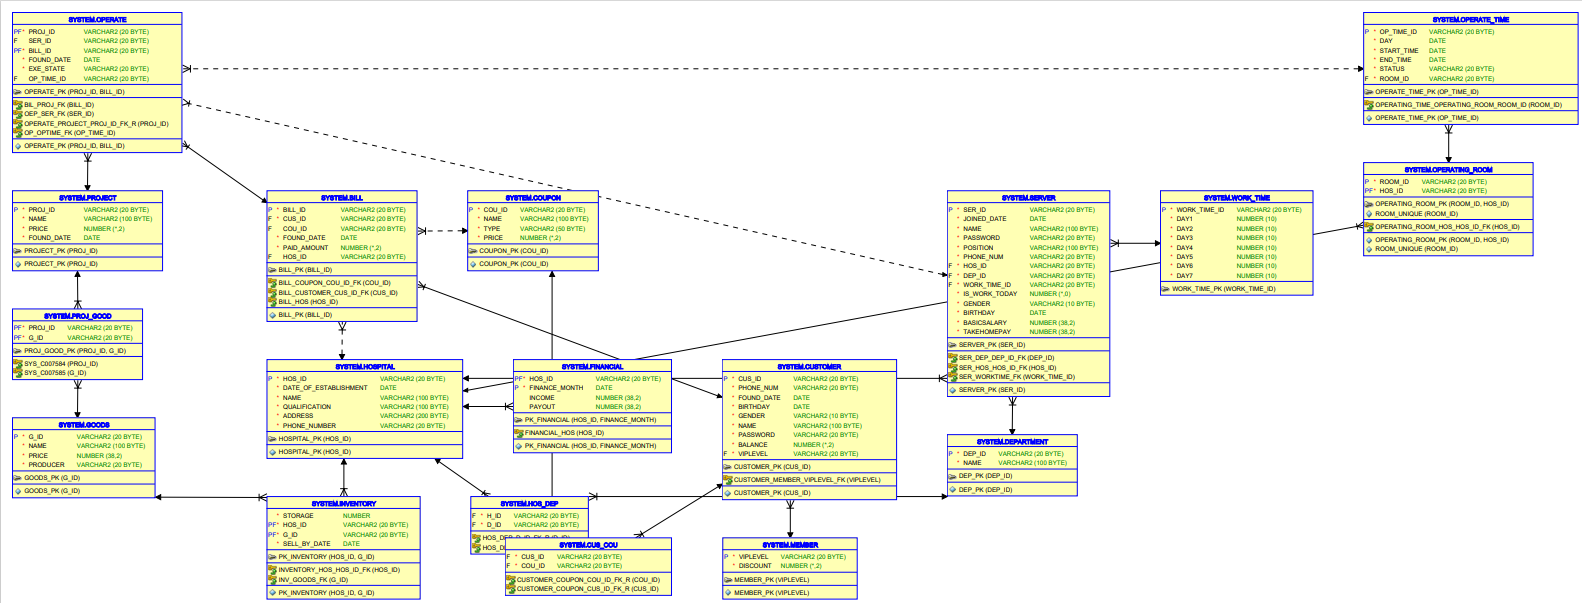 SYSTEM.OPERATE
PF* PROJ_ID VARCHAR2 (20 BYTE)
F SER_ID VARCHAR2 (20 BYTE)
PF* BILL_ID VARCHAR2 (20 BYTE)
* FOUND_DATE DATE
* EXE_STATE VARCHAR2 (20 BYTE)
F OP_TIME_ID VARCHAR2 (20 BYTE)
OPERATE_PK (PROJ_ID, BILL_ID)
BIL_PROJ_FK (BILL_ID)
OEP_SER_FK (SER_ID)
OPERATE_PROJECT_PROJ_ID_FK_R (PROJ_ID)
OP_OPTIME_FK (OP_TIME_ID)
OPERATE_PK (PROJ_ID, BILL_ID)
SYSTEM.OPERATE_TIME
P * OP_TIME_ID VARCHAR2 (20 BYTE)
* DAY DATE
* START_TIME DATE
* END_TIME DATE
* STATUS VARCHAR2 (20 BYTE)
F * ROOM_ID VARCHAR2 (20 BYTE)
OPERATE_TIME_PK (OP_TIME_ID)
OPERATING_TIME_OPERATING_ROOM_ROOM_ID (ROOM_ID)
OPERATE_TIME_PK (OP_TIME_ID)
SYSTEM.PROJECT
P * PROJ_ID VARCHAR2 (20 BYTE)
* NAME VARCHAR2 (100 BYTE)
* PRICE NUMBER (*,2)
* FOUND_DATE DATE
PROJECT_PK (PROJ_ID)
PROJECT_PK (PROJ_ID)
SYSTEM.BILL
P * BILL_ID VARCHAR2 (20 BYTE)
F * CUS_ID VARCHAR2 (20 BYTE)
F COU_ID VARCHAR2 (20 BYTE)
* FOUND_DATE DATE
* PAID_AMOUNT NUMBER (*,2)
F HOS_ID VARCHAR2 (20 BYTE)
BILL_PK (BILL_ID)
BILL_COUPON_COU_ID_FK (COU_ID)
BILL_CUSTOMER_CUS_ID_FK (CUS_ID)
BILL_HOS (HOS_ID)
BILL_PK (BILL_ID)
SYSTEM.COUPON
P * COU_ID VARCHAR2 (20 BYTE)
* NAME VARCHAR2 (100 BYTE)
* TYPE VARCHAR2 (50 BYTE)
* PRICE NUMBER (*,2)
COUPON_PK (COU_ID)
COUPON_PK (COU_ID)
SYSTEM.SERVER
P * SER_ID VARCHAR2 (20 BYTE)
* JOINED_DATE DATE
* NAME VARCHAR2 (100 BYTE)
* PASSWORD VARCHAR2 (20 BYTE)
* POSITION VARCHAR2 (100 BYTE)
* PHONE_NUM VARCHAR2 (20 BYTE)
F * HOS_ID VARCHAR2 (20 BYTE)
F * DEP_ID VARCHAR2 (20 BYTE)
F * WORK_TIME_ID VARCHAR2 (20 BYTE)
* IS_WORK_TODAY NUMBER (*,0)
* GENDER VARCHAR2 (10 BYTE)
* BIRTHDAY DATE
* BASICSALARY NUMBER (38,2)
* TAKEHOMEPAY NUMBER (38,2)
SERVER_PK (SER_ID)
SER_DEP_DEP_ID_FK (DEP_ID)
SER_HOS_HOS_ID_FK (HOS_ID)
SER_WORKTIME_FK (WORK_TIME_ID)
SERVER_PK (SER_ID)
SYSTEM.WORK_TIME
P * WORK_TIME_ID VARCHAR2 (20 BYTE)
* DAY1 NUMBER (10)
* DAY2 NUMBER (10)
* DAY3 NUMBER (10)
* DAY4 NUMBER (10)
* DAY5 NUMBER (10)
* DAY6 NUMBER (10)
* DAY7 NUMBER (10)
WORK_TIME_PK (WORK_TIME_ID)
SYSTEM.OPERATING_ROOM
P * ROOM_ID VARCHAR2 (20 BYTE)
PF* HOS_ID VARCHAR2 (20 BYTE)
OPERATING_ROOM_PK (ROOM_ID, HOS_ID)
ROOM_UNIQUE (ROOM_ID)
OPERATING_ROOM_HOS_HOS_ID_FK (HOS_ID)
OPERATING_ROOM_PK (ROOM_ID, HOS_ID)
ROOM_UNIQUE (ROOM_ID)
SYSTEM.PROJ_GOOD
PF* PROJ_ID VARCHAR2 (20 BYTE)
PF* G_ID VARCHAR2 (20 BYTE)
PROJ_GOOD_PK (PROJ_ID, G_ID)
SYS_C007584 (PROJ_ID)
SYS_C007585 (G_ID)
SYSTEM.HOSPITAL
P * HOS_ID VARCHAR2 (20 BYTE)
* DATE_OF_ESTABLISHMENT DATE
* NAME VARCHAR2 (100 BYTE)
* QUALIFICATION VARCHAR2 (100 BYTE)
* ADDRESS VARCHAR2 (200 BYTE)
* PHONE_NUMBER VARCHAR2 (20 BYTE)
HOSPITAL_PK (HOS_ID)
HOSPITAL_PK (HOS_ID)
SYSTEM.FINANCIAL
PF* HOS_ID VARCHAR2 (20 BYTE)
P * FINANCE_MONTH DATE
INCOME NUMBER (38,2)
PAYOUT NUMBER (38,2)
PK_FINANCIAL (HOS_ID, FINANCE_MONTH)
FINANCIAL_HOS (HOS_ID)
PK_FINANCIAL (HOS_ID, FINANCE_MONTH)
SYSTEM.CUSTOMER
P * CUS_ID VARCHAR2 (20 BYTE)
* PHONE_NUM VARCHAR2 (20 BYTE)
* FOUND_DATE DATE
* BIRTHDAY DATE
* GENDER VARCHAR2 (10 BYTE)
* NAME VARCHAR2 (100 BYTE)
* PASSWORD VARCHAR2 (20 BYTE)
* BALANCE NUMBER (*,2)
F * VIPLEVEL VARCHAR2 (20 BYTE)
CUSTOMER_PK (CUS_ID)
CUSTOMER_MEMBER_VIPLEVEL_FK (VIPLEVEL)
CUSTOMER_PK (CUS_ID)
SYSTEM.GOODS
P * G_ID VARCHAR2 (20 BYTE)
* NAME VARCHAR2 (100 BYTE)
* PRICE NUMBER (38,2)
* PRODUCER VARCHAR2 (20 BYTE)
GOODS_PK (G_ID)
GOODS_PK (G_ID)
SYSTEM.DEPARTMENT
P * DEP_ID VARCHAR2 (20 BYTE)
* NAME VARCHAR2 (100 BYTE)
DEP_PK (DEP_ID)
DEP_PK (DEP_ID)
SYSTEM.INVENTORY
* STORAGE NUMBER
PF* HOS_ID VARCHAR2 (20 BYTE)
PF* G_ID VARCHAR2 (20 BYTE)
* SELL_BY_DATE DATE
PK_INVENTORY (HOS_ID, G_ID)
INVENTORY_HOS_HOS_ID_FK (HOS_ID)
INV_GOODS_FK (G_ID)
PK_INVENTORY (HOS_ID, G_ID)
SYSTEM.HOS_DEP
F * H_ID VARCHAR2 (20 BYTE)
F * D_ID VARCHAR2 (20 BYTE)
SYSTEM.CUS_COU
F * CUS_ID VARCHAR2 (20 BYTE)
F * COU_ID VARCHAR2 (20 BYTE)
CUSTOMER_COUPON_COU_ID_FK_R (COU_ID)
CUSTOMER_COUPON_CUS_ID_FK_R (CUS_ID)
SYSTEM.MEMBER
P * VIPLEVEL VARCHAR2 (20 BYTE)
* DISCOUNT NUMBER (*,2)
MEMBER_PK (VIPLEVEL)
MEMBER_PK (VIPLEVEL)